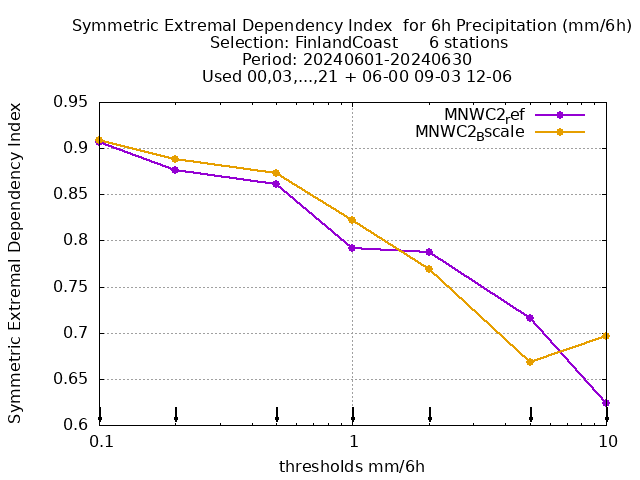 Symmetric Extremal Dependency Index  for 6h Precipitation (mm/6h)
Selection: FinlandCoast      6 stations
Period: 20240601-20240630
Used 00,03,...,21 + 06-00 09-03 12-06
MNWC2ref
MNWC2Bscale
Symmetric Extremal Dependency Index
0.95
0.9
0.85
0.8
0.75
0.7
0.65
0.6
0.1
1
10
thresholds mm/6h